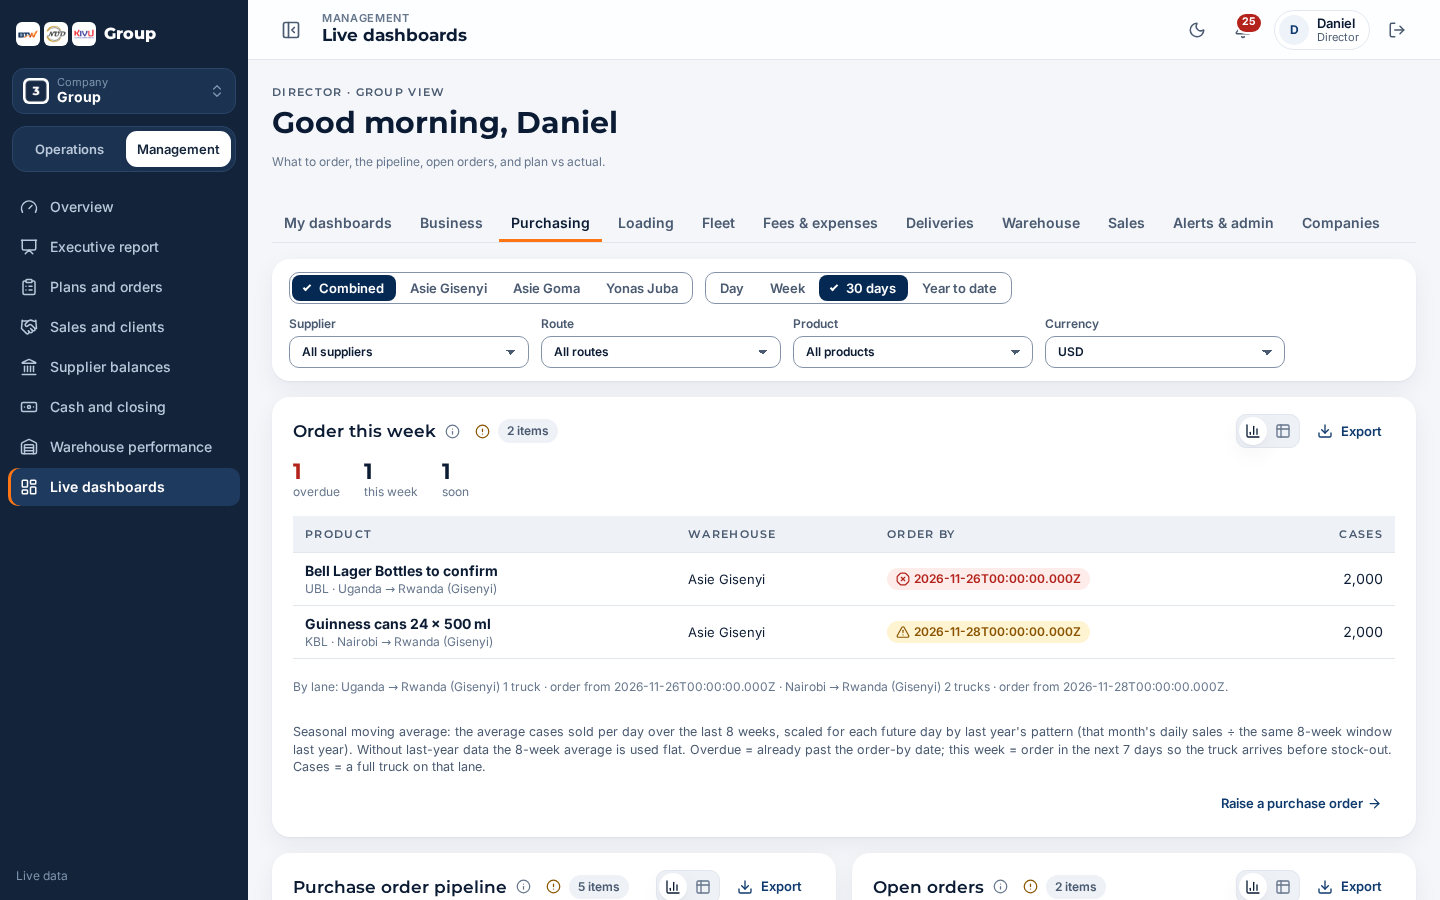 BTW NTD KIVU Group
Company
3 Group
Operations Management
Overview
Executive report
Plans and orders
Sales and clients
Supplier balances
Cash and closing
Warehouse performance
Live dashboards
Live data
MANAGEMENT
Live dashboards
25
D Daniel
Director
DIRECTOR · GROUP VIEW
Good morning, Daniel
What to order, the pipeline, open orders, and plan vs actual.
My dashboards Business Purchasing Loading Fleet Fees & expenses Deliveries Warehouse Sales Alerts & admin Companies
Combined Asie Gisenyi Asie Goma Yonas Juba Day Week 30 days Year to date
Supplier Route Product Currency
All suppliers All routes All products USD
Order this week 2 items Export
1 1 1
overdue this week soon
PRODUCT WAREHOUSE ORDER BY CASES
Bell Lager Bottles to confirm
UBL · Uganda → Rwanda (Gisenyi)
Asie Gisenyi 2026-11-26T00:00:00.000Z 2,000
Guinness cans 24 × 500 ml
KBL · Nairobi → Rwanda (Gisenyi)
Asie Gisenyi 2026-11-28T00:00:00.000Z 2,000
By lane: Uganda → Rwanda (Gisenyi) 1 truck · order from 2026-11-26T00:00:00.000Z · Nairobi → Rwanda (Gisenyi) 2 trucks · order from 2026-11-28T00:00:00.000Z.
Seasonal moving average: the average cases sold per day over the last 8 weeks, scaled for each future day by last year's pattern (that month's daily sales ÷ the same 8-week window
last year). Without last-year data the 8-week average is used flat. Overdue = already past the order-by date; this week = order in the next 7 days so the truck arrives before stock-out.
Cases = a full truck on that lane.
Raise a purchase order →
Purchase order pipeline 5 items Export
Open orders 2 items Export